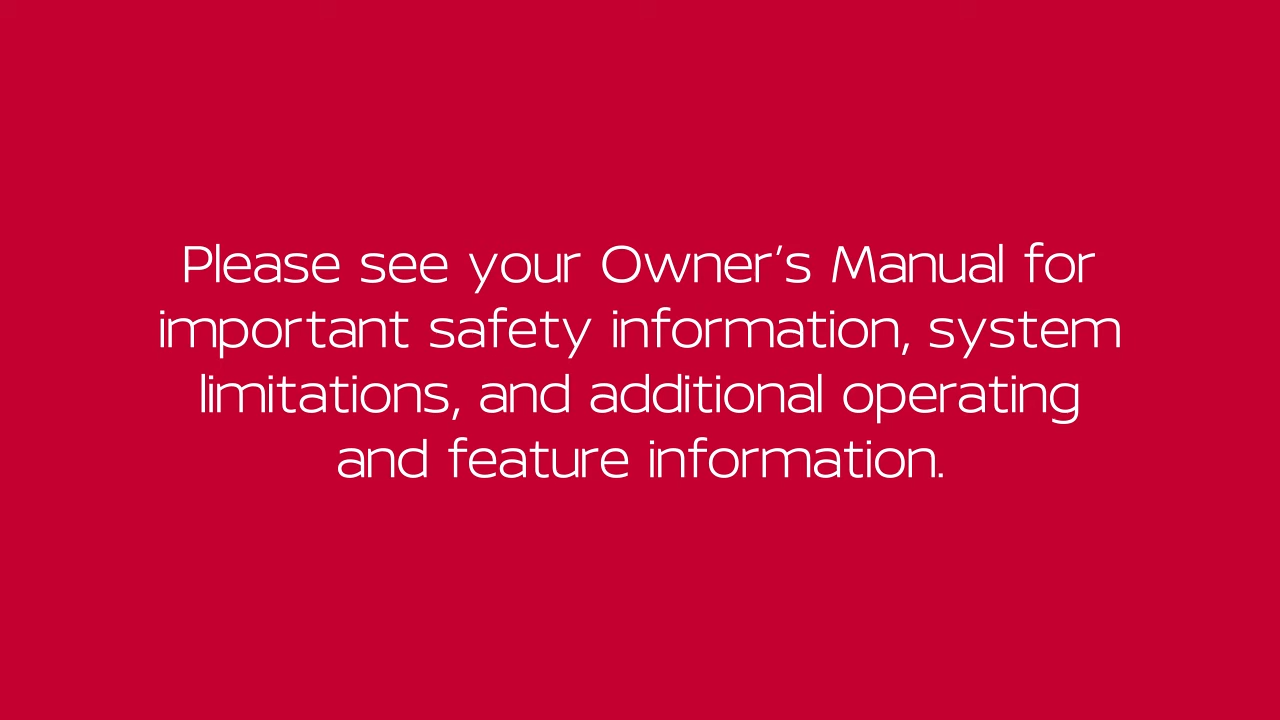 Please see your Owner’s Manual for
important safety information, system
limitations, and additional operating
and feature information.